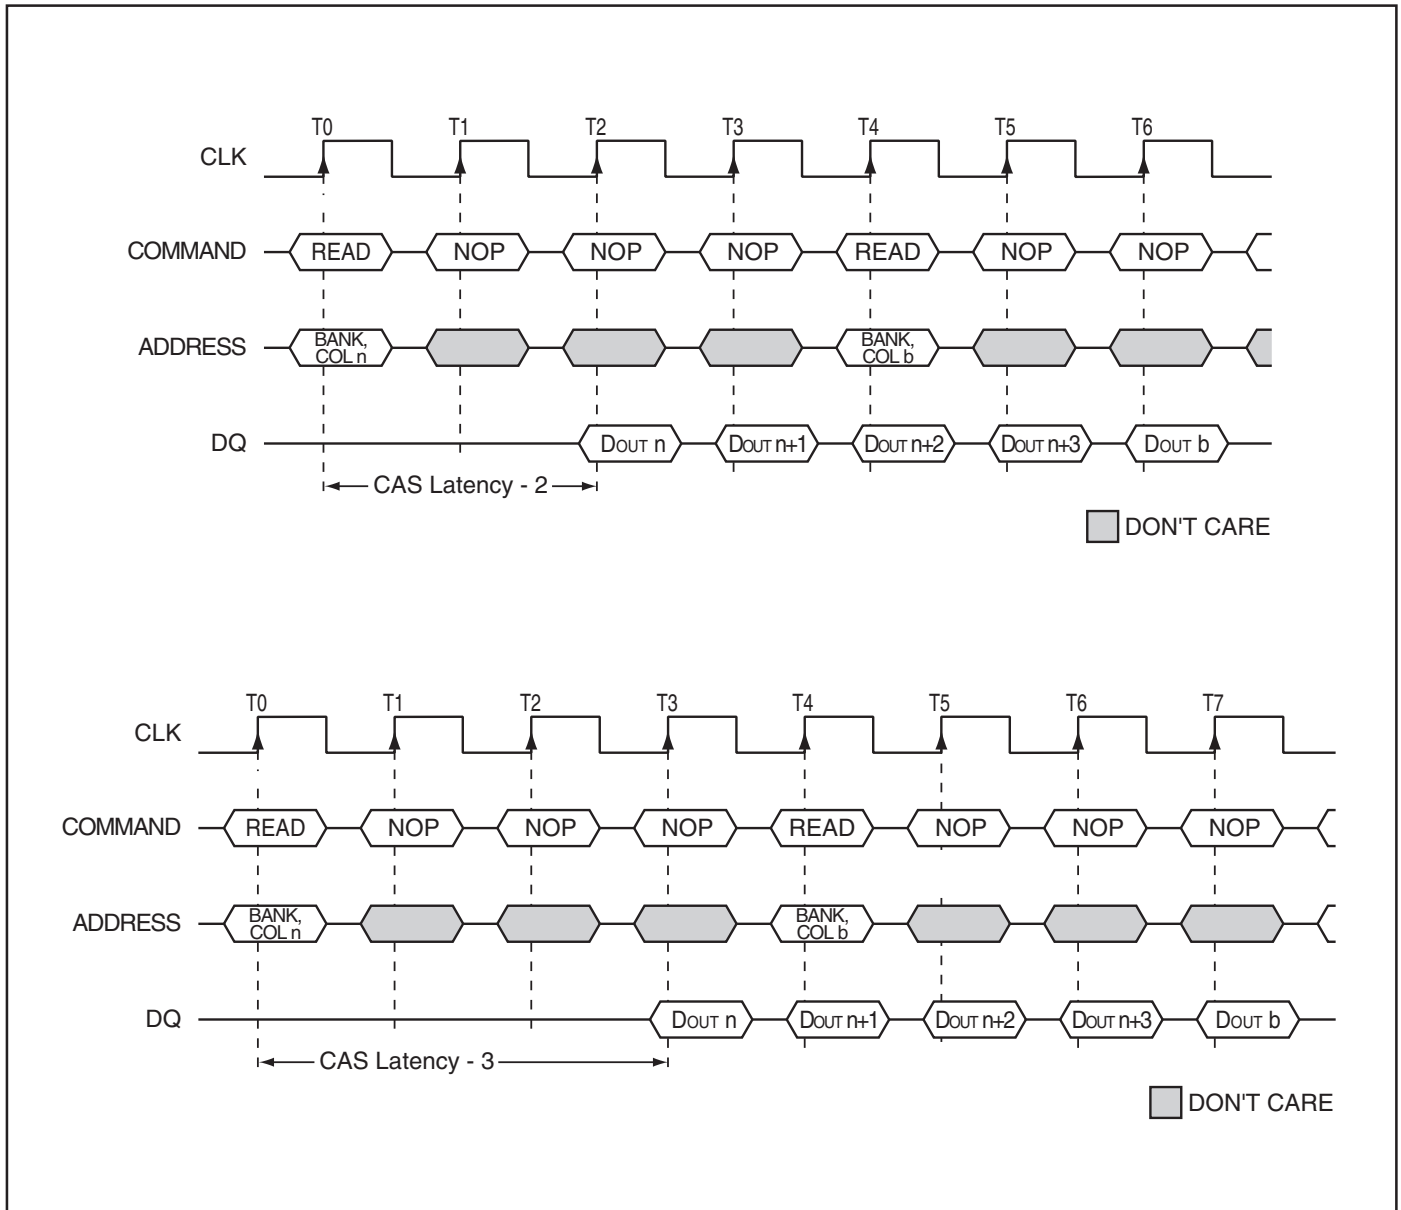 T0 T1 T2 T3 T4 T5 T6
CLK
COMMAND READ NOP NOP NOP READ NOP NOP
ADDRESS BANK, COL n BANK, COL b
DQ DOUT n DOUT n+1 DOUT n+2 DOUT n+3 DOUT b
CAS Latency - 2
DON'T CARE
T0 T1 T2 T3 T4 T5 T6 T7
CLK
COMMAND READ NOP NOP NOP READ NOP NOP NOP
ADDRESS BANK, COL n BANK, COL b
DQ DOUT n DOUT n+1 DOUT n+2 DOUT n+3 DOUT b
CAS Latency - 3
DON'T CARE